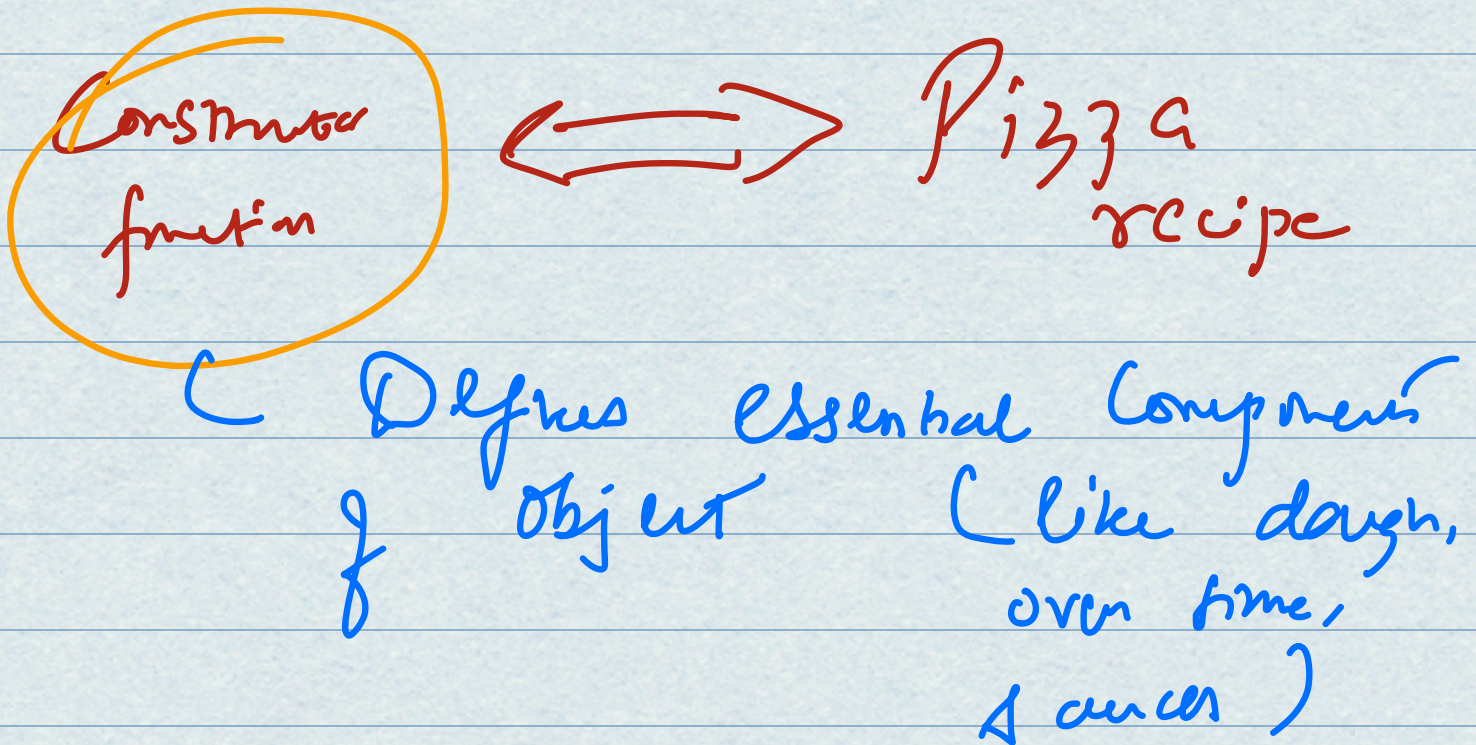 Constructor ⇔ Pizza
function recipe
Defines essential Components
of object (like dough,
oven time,
sauces)